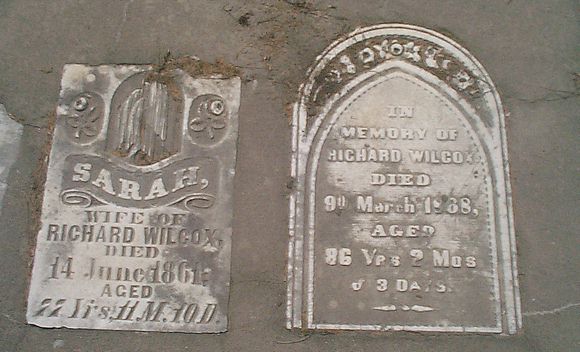 SARAH,
WIFE OF
RICHARD WILCOX,
DIED
14 June 1861:
AGED
77 Yrs, 11 M. 10 D.
IN
MEMORY OF
RICHARD WILCOX,
DIED
March
AGED
86 Yrs 2 Mos
3 DAYS.